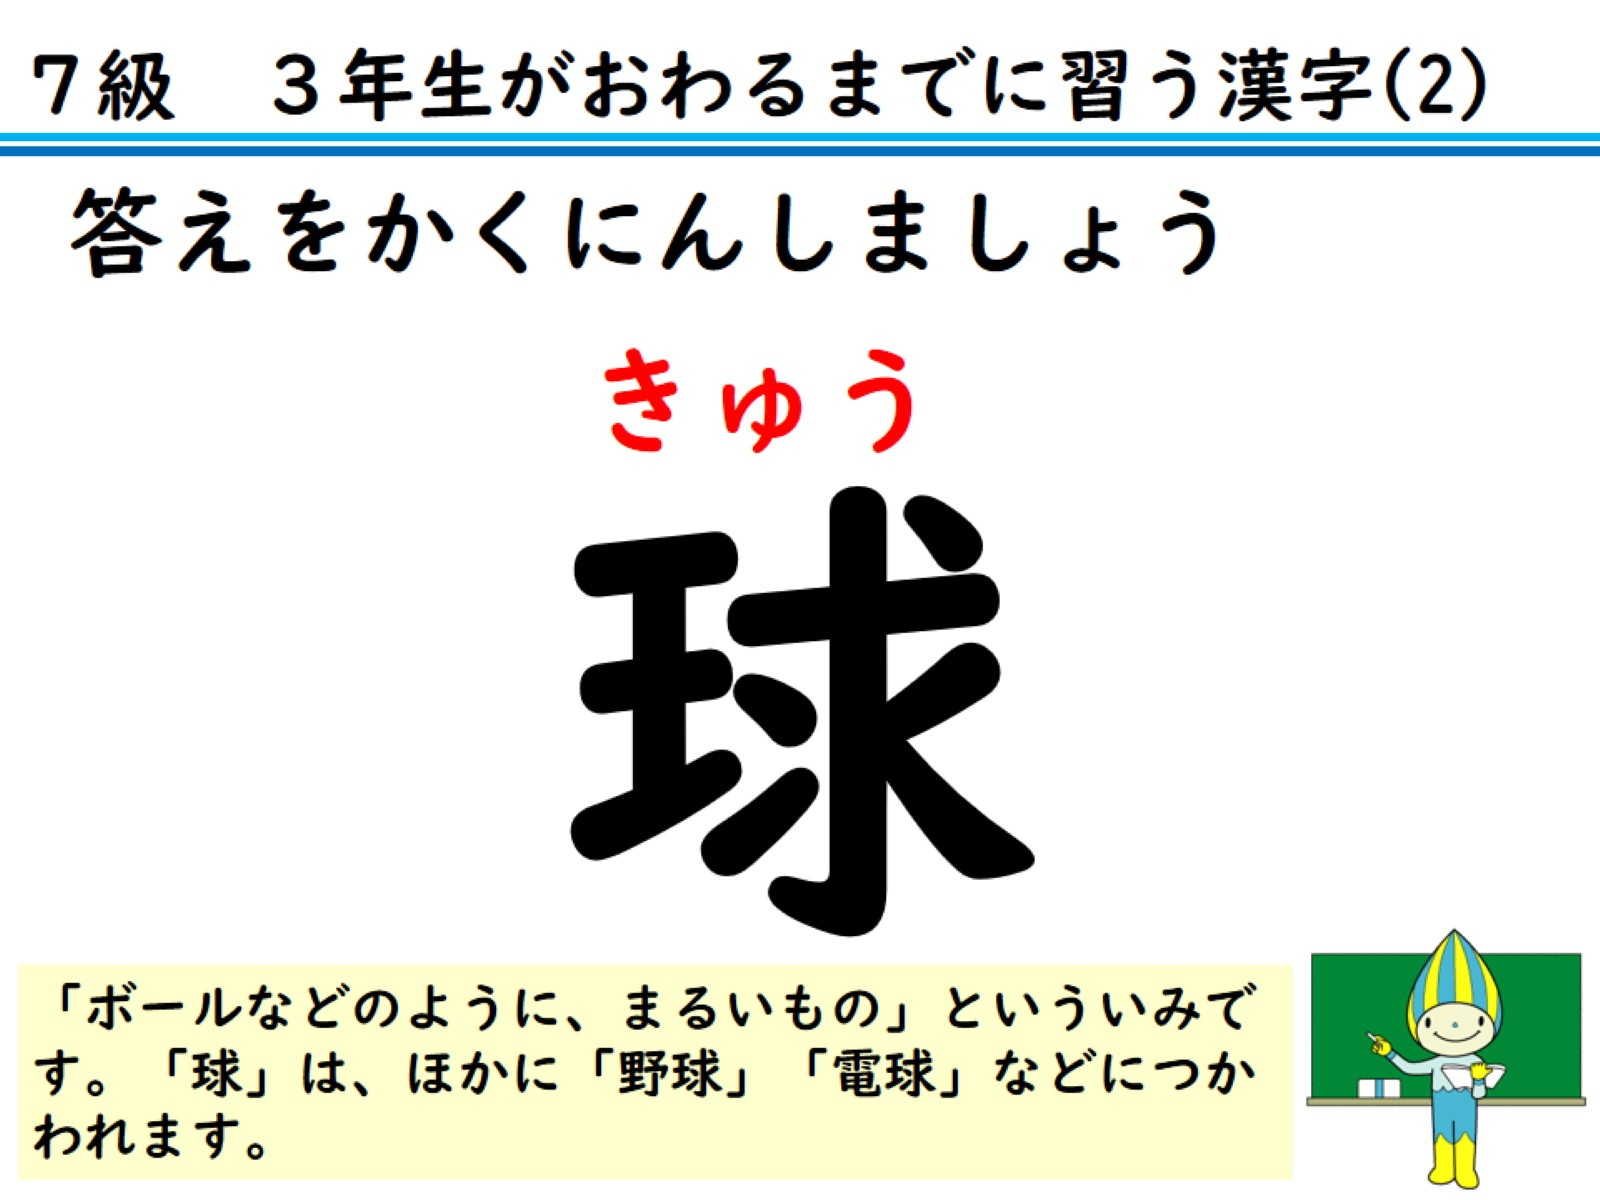 ７級　３年生がおわるまでに習う漢字(2)
答えをかくにんしましょう
きゅう
球
「ボールなどのように、まるいもの」といういみで
す。「球」は、ほかに「野球」「電球」などにつか
われます。